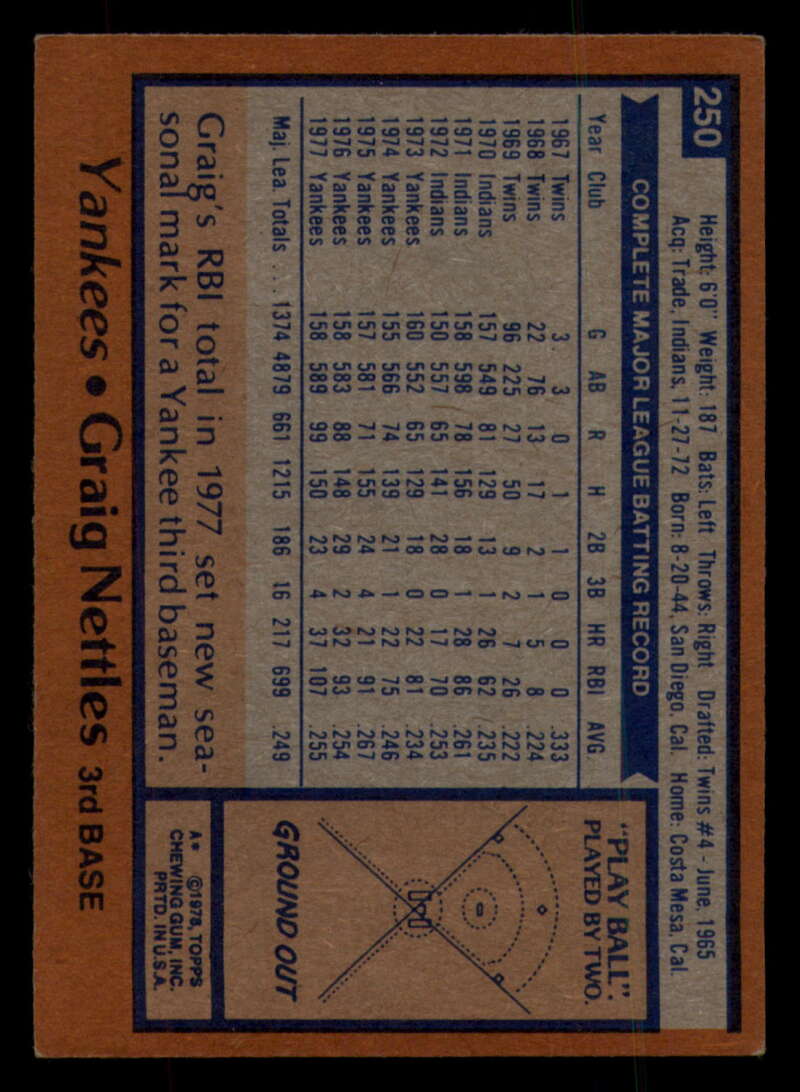 250
Height: 6'0" Weight: 187 Bats: Left Throws: Right Drafted: Twins #4 - June, 1965
Acq: Trade, Indians, 11-27-72 Born: 8-20-44, San Diego, Cal. Home: Costa Mesa, Cal.
COMPLETE MAJOR LEAGUE BATTING RECORD
Year Club G AB R H 2B 3B HR RBI AVG.
1967 Twins 3 3 0 1 1 0 0 0 .333
1968 Twins 22 76 13 17 2 1 5 8 .224
1969 Twins 96 225 27 50 9 2 7 26 .222
1970 Indians 157 549 81 129 13 1 26 62 .235
1971 Indians 158 598 78 156 18 1 28 86 .261
1972 Indians 150 557 65 141 28 0 17 70 .253
1973 Yankees 160 552 65 129 18 0 22 81 .234
1974 Yankees 155 566 74 139 21 1 22 75 .246
1975 Yankees 157 581 71 155 24 4 21 91 .267
1976 Yankees 158 583 88 148 29 2 32 93 .254
1977 Yankees 158 589 99 150 23 4 37 107 .255
Maj. Lea. Totals ... 1374 4879 661 1215 186 16 217 699 .249
Graig's RBI total in 1977 set new sea-
sonal mark for a Yankee third baseman.
"PLAY BALL".
PLAYED BY TWO.
GROUND OUT
A* ©1978, TOPPS
CHEWING GUM, INC.
PRTD. IN U.S.A.
Yankees • Graig Nettles 3rd BASE